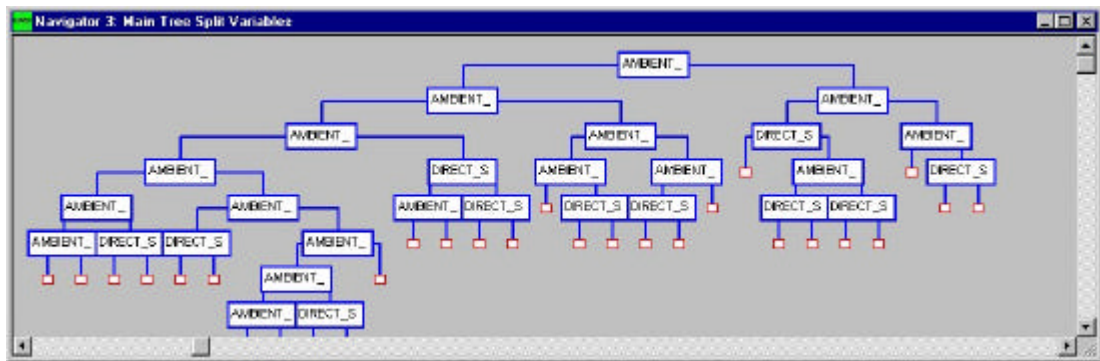 Navigator 3: Main Tree Split Variables
AMBIENT_
AMBIENT_ AMBIENT_
AMBIENT_ AMBIENT_ DIRECT_S AMBIENT_
AMBIENT_ DIRECT_S AMBIENT_ AMBIENT_ AMBIENT_ DIRECT_S
AMBIENT_ AMBIENT_ AMBIENT_ DIRECT_S DIRECT_S DIRECT_S DIRECT_S DIRECT_S
AMBIENT_ DIRECT_S DIRECT_S AMBIENT_
AMBIENT_
AMBIENT_ DIRECT_S